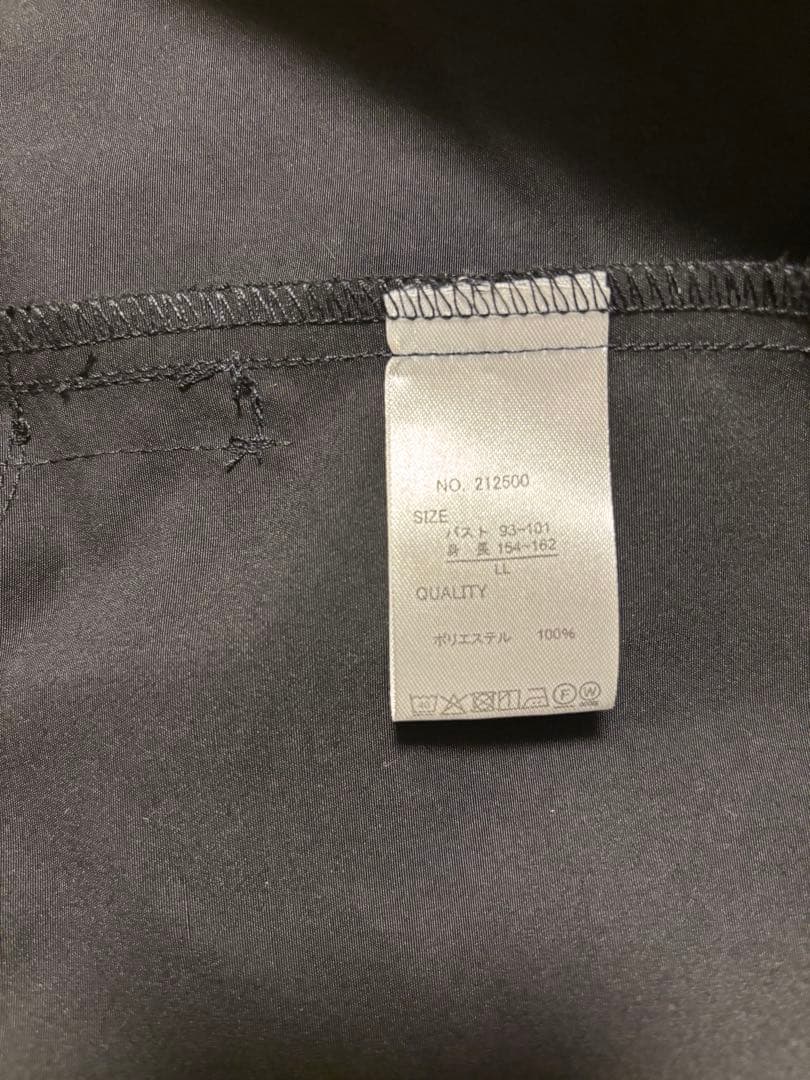 NO. 212500
SIZE
バスト 93~101
身 長 154~162
LL
QUALITY
ポリエステル 100%
40 F W